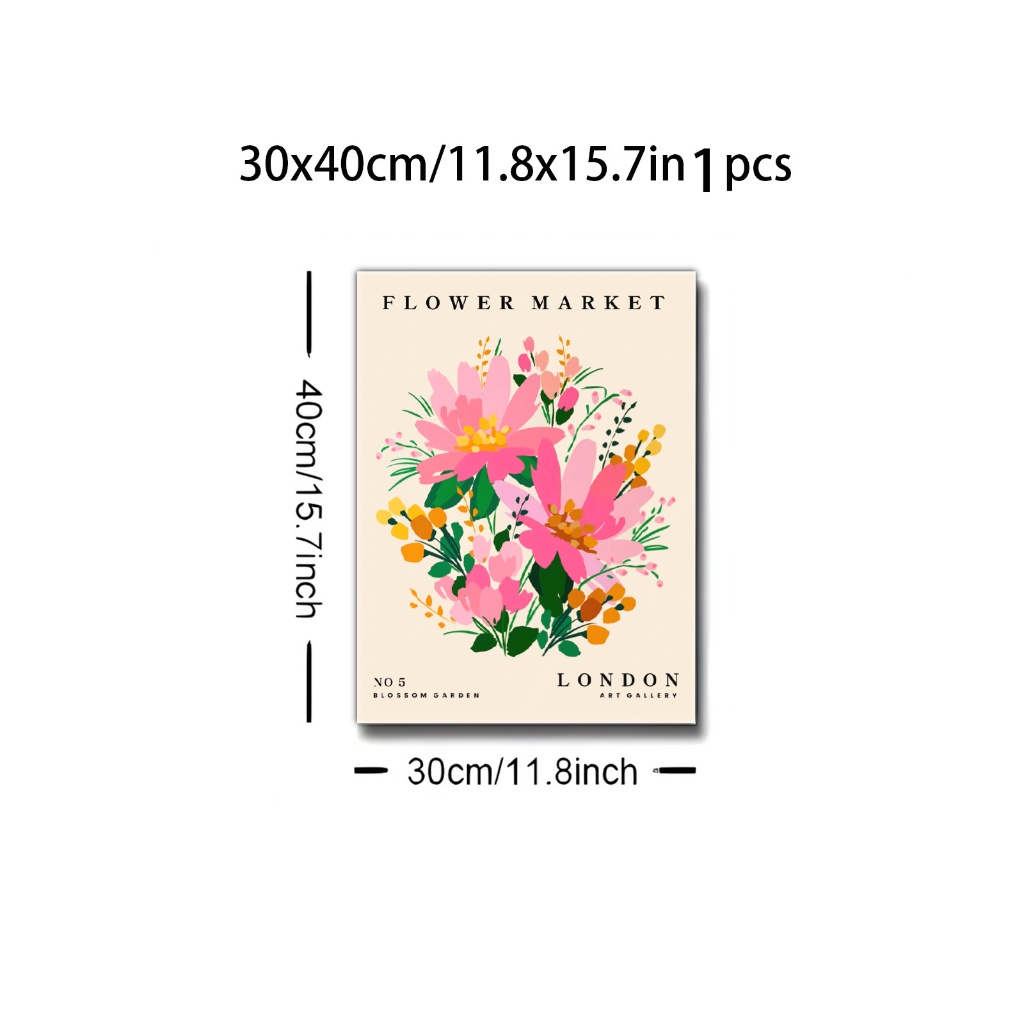 30x40cm/11.8x15.7in 1 pcs
FLOWER MARKET
40cm/15.7inch
NO 5
BLOSSOM GARDEN
LONDON
ART GALLERY
30cm/11.8inch